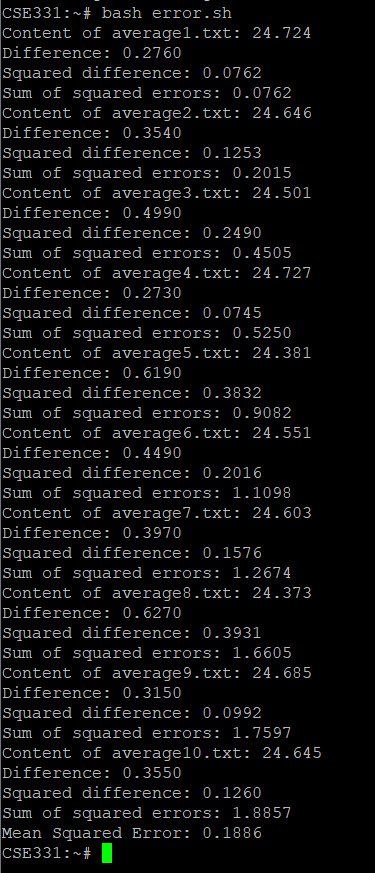 CSE331:~# bash error.sh
Content of average1.txt: 24.724
Difference: 0.2760
Squared difference: 0.0762
Sum of squared errors: 0.0762
Content of average2.txt: 24.646
Difference: 0.3540
Squared difference: 0.1253
Sum of squared errors: 0.2015
Content of average3.txt: 24.501
Difference: 0.4990
Squared difference: 0.2490
Sum of squared errors: 0.4505
Content of average4.txt: 24.727
Difference: 0.2730
Squared difference: 0.0745
Sum of squared errors: 0.5250
Content of average5.txt: 24.381
Difference: 0.6190
Squared difference: 0.3832
Sum of squared errors: 0.9082
Content of average6.txt: 24.551
Difference: 0.4490
Squared difference: 0.2016
Sum of squared errors: 1.1098
Content of average7.txt: 24.603
Difference: 0.3970
Squared difference: 0.1576
Sum of squared errors: 1.2674
Content of average8.txt: 24.373
Difference: 0.6270
Squared difference: 0.3931
Sum of squared errors: 1.6605
Content of average9.txt: 24.685
Difference: 0.3150
Squared difference: 0.0992
Sum of squared errors: 1.7597
Content of average10.txt: 24.645
Difference: 0.3550
Squared difference: 0.1260
Sum of squared errors: 1.8857
Mean Squared Error: 0.1886
CSE331:~#